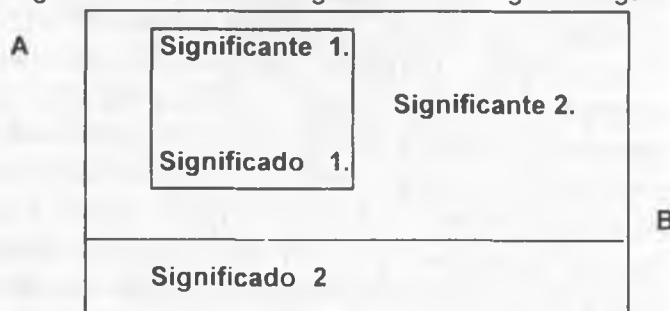 A
Significante 1.
Significante 2.
Significado 1.
B
Significado 2